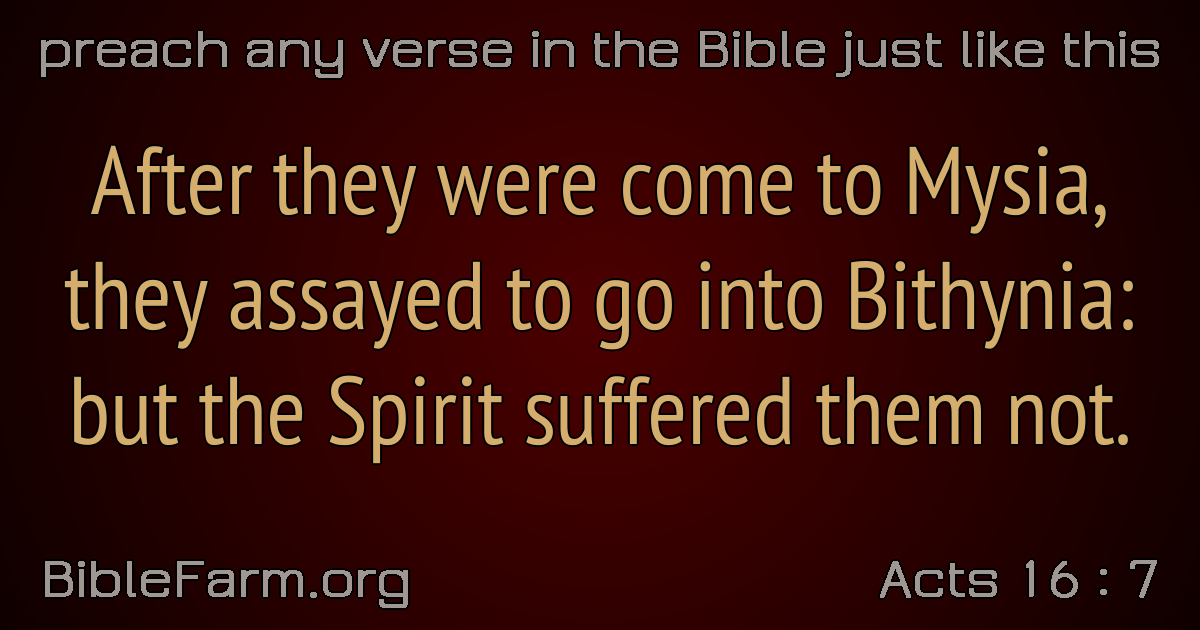 preach any verse in the Bible just like this
After they were come to Mysia,
they assayed to go into Bithynia:
but the Spirit suffered them not.
BibleFarm.org
Acts 16 : 7